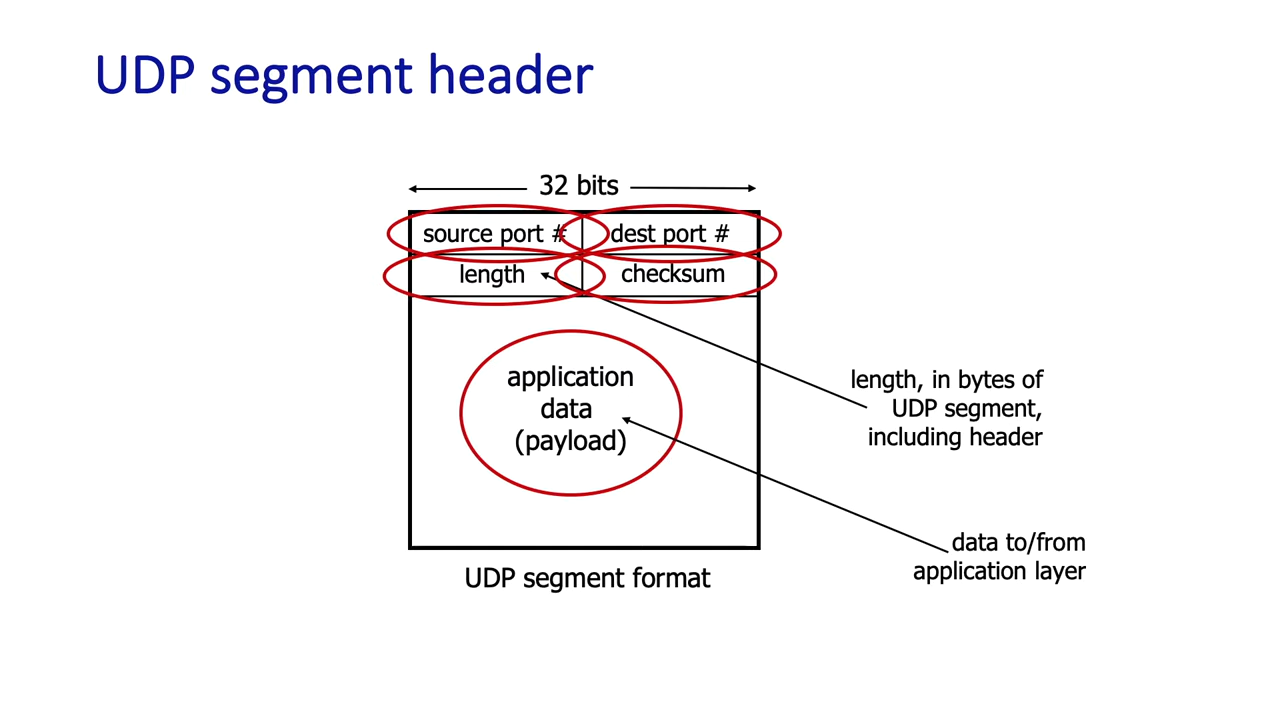 UDP segment header
32 bits
source port #
dest port #
length
checksum
application
data
(payload)
length, in bytes of
UDP segment,
including header
data to/from
application layer
UDP segment format